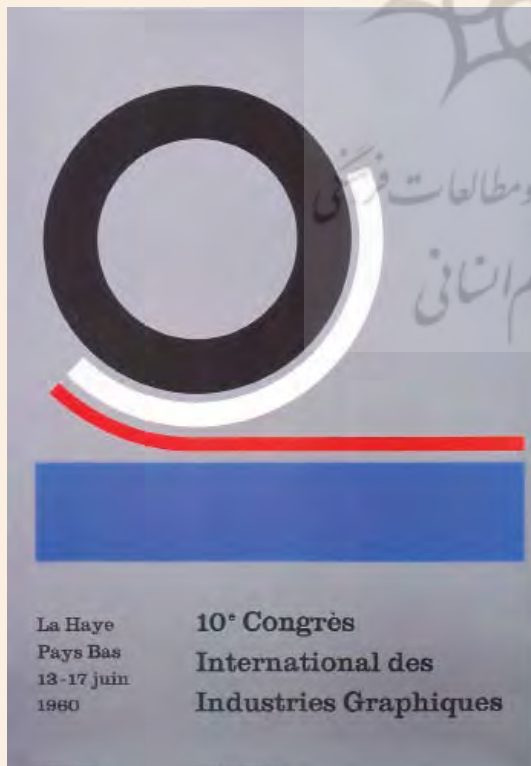 و مطالعات فرهنگی
م انسانی
La Haye
Pays Bas
13-17 juin
1960
10e Congrès
International des
Industries Graphiques